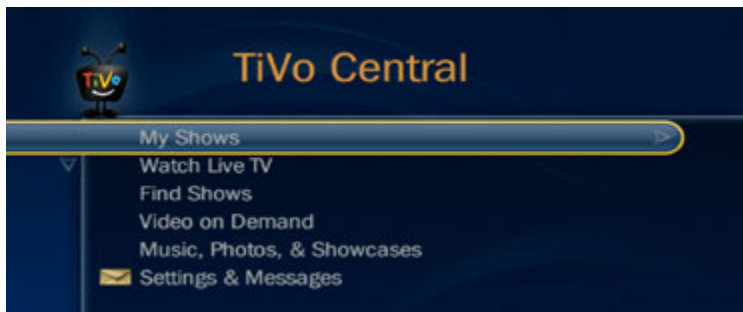 TiVo
TiVo Central
My Shows
Watch Live TV
Find Shows
Video on Demand
Music, Photos, & Showcases
Settings & Messages